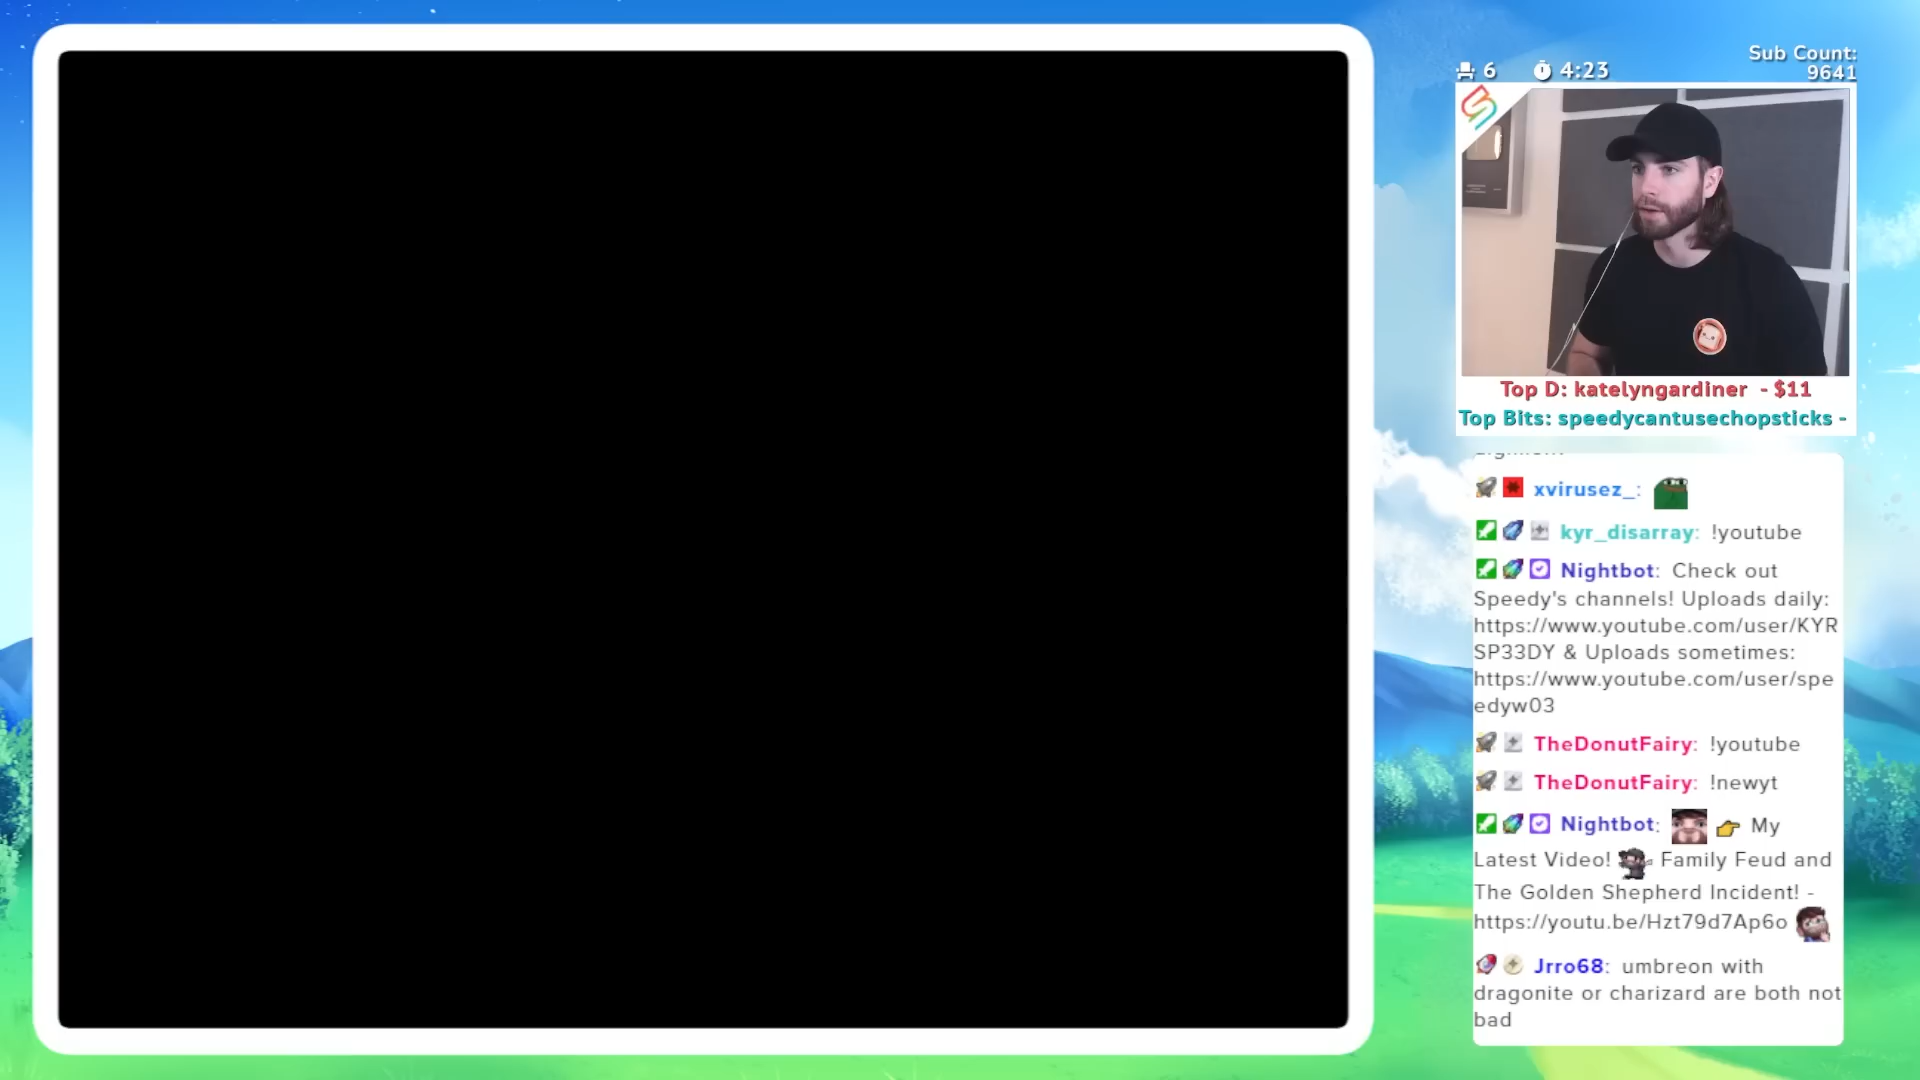 Sub Count:
6 4:23 9641
Top D: katelyngardiner - $11
Top Bits: speedycantusechopsticks -
xvirusez_:
kyr_disarray: !youtube
Nightbot: Check out
Speedy's channels! Uploads daily:
https://www.youtube.com/user/KYR
SP33DY & Uploads sometimes:
https://www.youtube.com/user/spe
edyw03
TheDonutFairy: !youtube
TheDonutFairy: !newyt
Nightbot: 👉 My
Latest Video! Family Feud and
The Golden Shepherd Incident! -
https://youtu.be/Hzt79d7Ap6o
Jrro68: umbreon with
dragonite or charizard are both not
bad